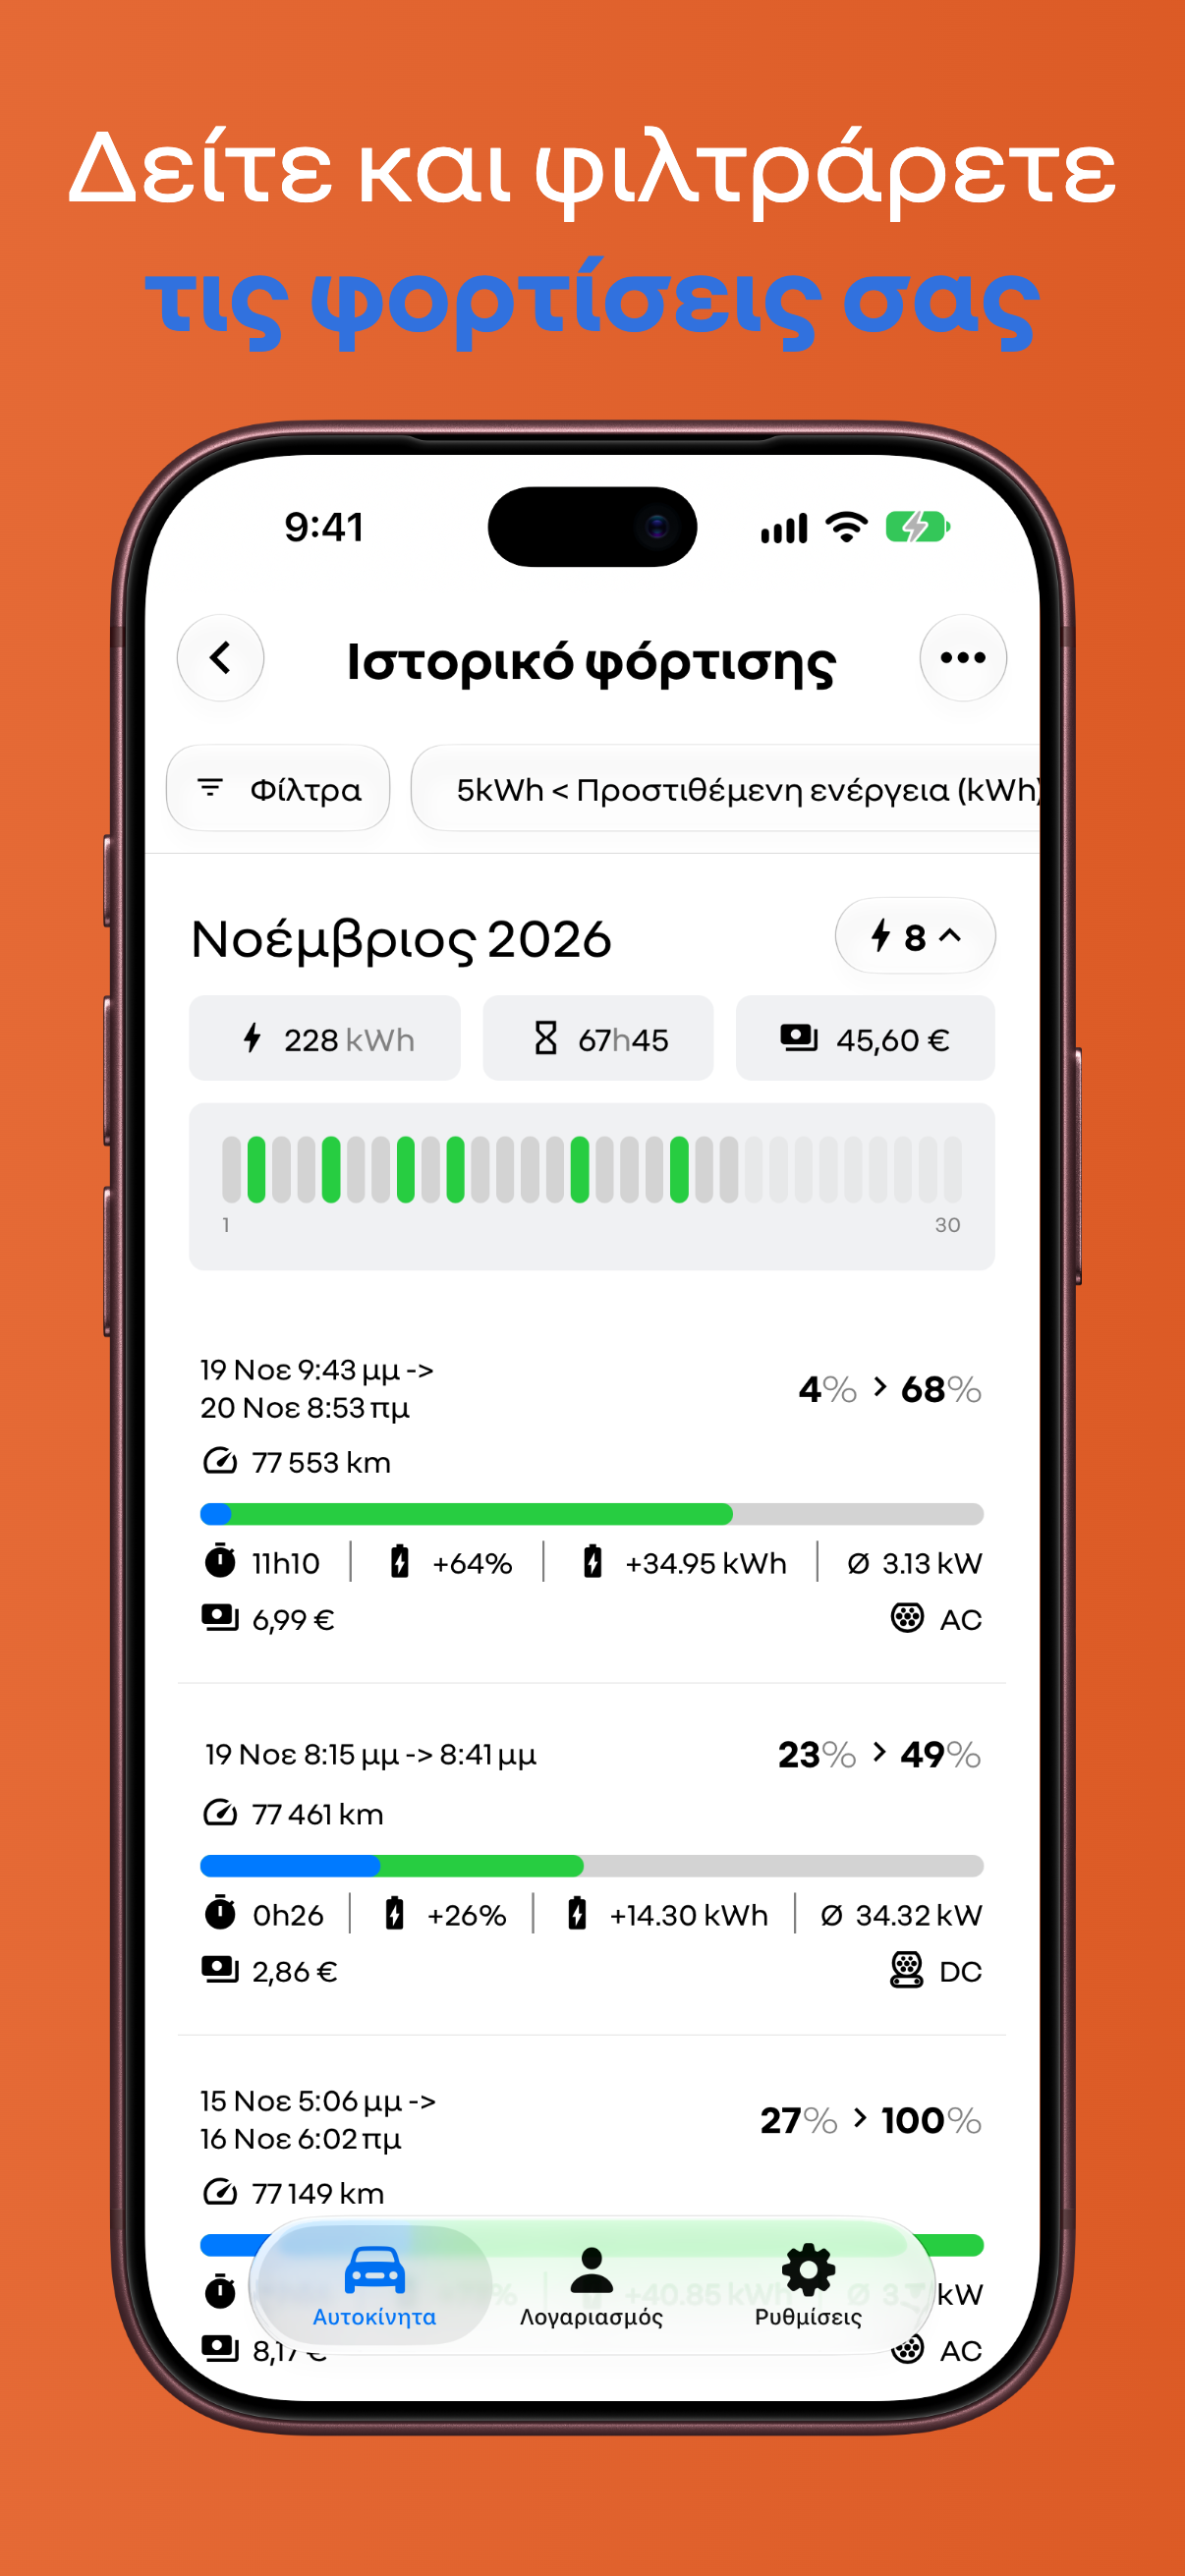 Δείτε και φιλτράρετε
τις φορτίσεις σας
9:41
Ιστορικό φόρτισης
Φίλτρα
5kWh < Προστιθέμενη ενέργεια (kWh)
Νοέμβριος 2026
8
228 kWh
67h45
45,60 €
1
30
19 Νοε 9:43 μμ ->
20 Νοε 8:53 πμ
4% > 68%
77 553 km
11h10
+64%
+34.95 kWh
Ø 3.13 kW
6,99 €
AC
19 Νοε 8:15 μμ -> 8:41 μμ
23% > 49%
77 461 km
0h26
+26%
+14.30 kWh
Ø 34.32 kW
2,86 €
DC
15 Νοε 5:06 μμ ->
16 Νοε 6:02 πμ
27% > 100%
77 149 km
+40.85 kWh
kW
8,17 €
AC
Αυτοκίνητα
Λογαριασμός
Ρυθμίσεις